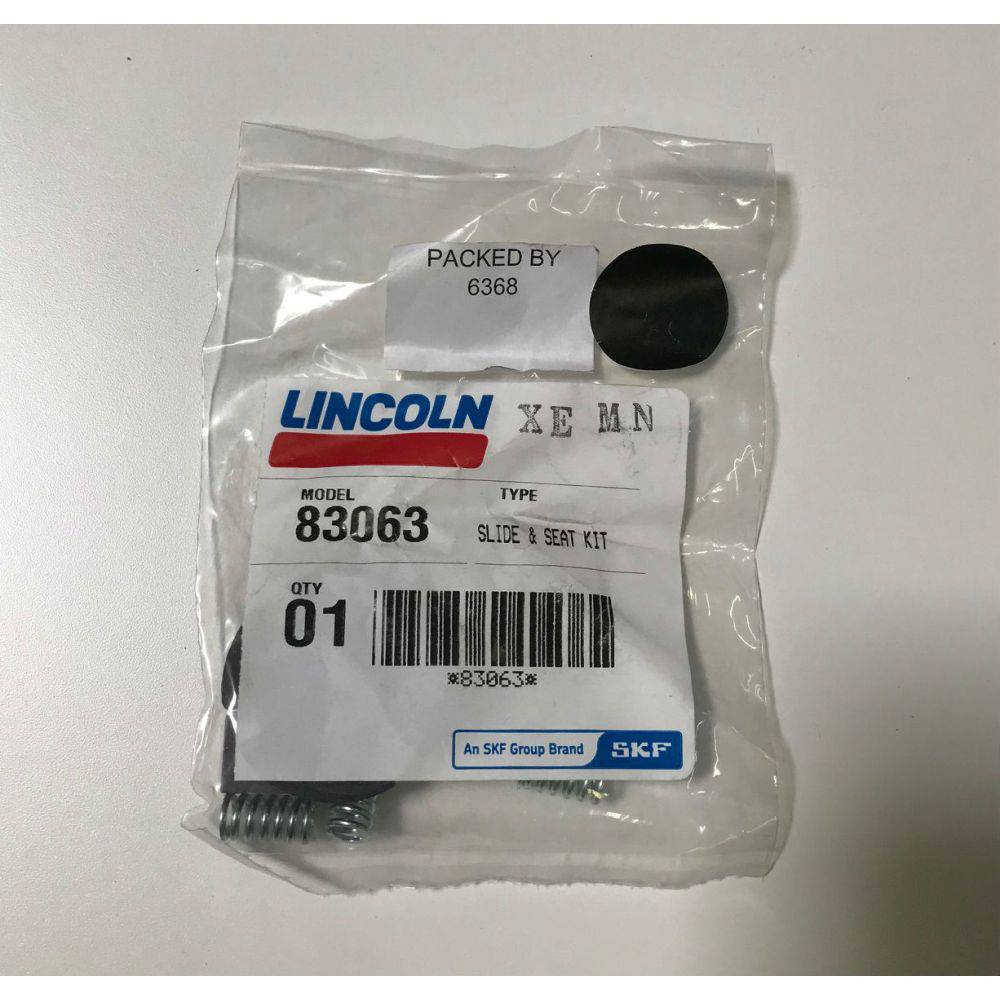 PACKED BY
6368
LINCOLN XE MN
MODEL TYPE
83063 SLIDE & SEAT KIT
QTY
01
*83063*
An SKF Group Brand SKF